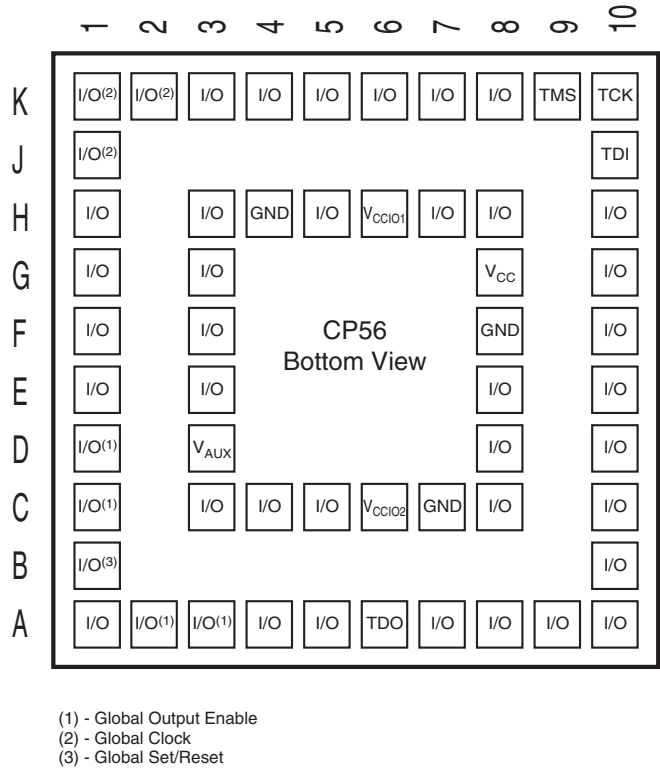 1 2 3 4 5 6 7 8 9 10
K I/O(2) I/O(2) I/O I/O I/O I/O I/O I/O TMS TCK
J I/O(2) TDI
H I/O I/O GND I/O VCCIO1 I/O I/O I/O
G I/O I/O VCC I/O
F I/O I/O CP56 GND I/O
Bottom View
E I/O I/O I/O I/O
D I/O(1) VAUX I/O I/O
C I/O(1) I/O I/O I/O VCCIO2 GND I/O I/O
B I/O(3) I/O
A I/O I/O(1) I/O(1) I/O I/O TDO I/O I/O I/O I/O
(1) - Global Output Enable
(2) - Global Clock
(3) - Global Set/Reset